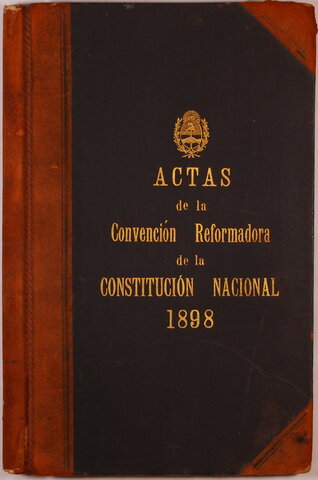 ACTAS
de la
Convención Reformadora
de la
CONSTITUCIÓN NACIONAL
1898